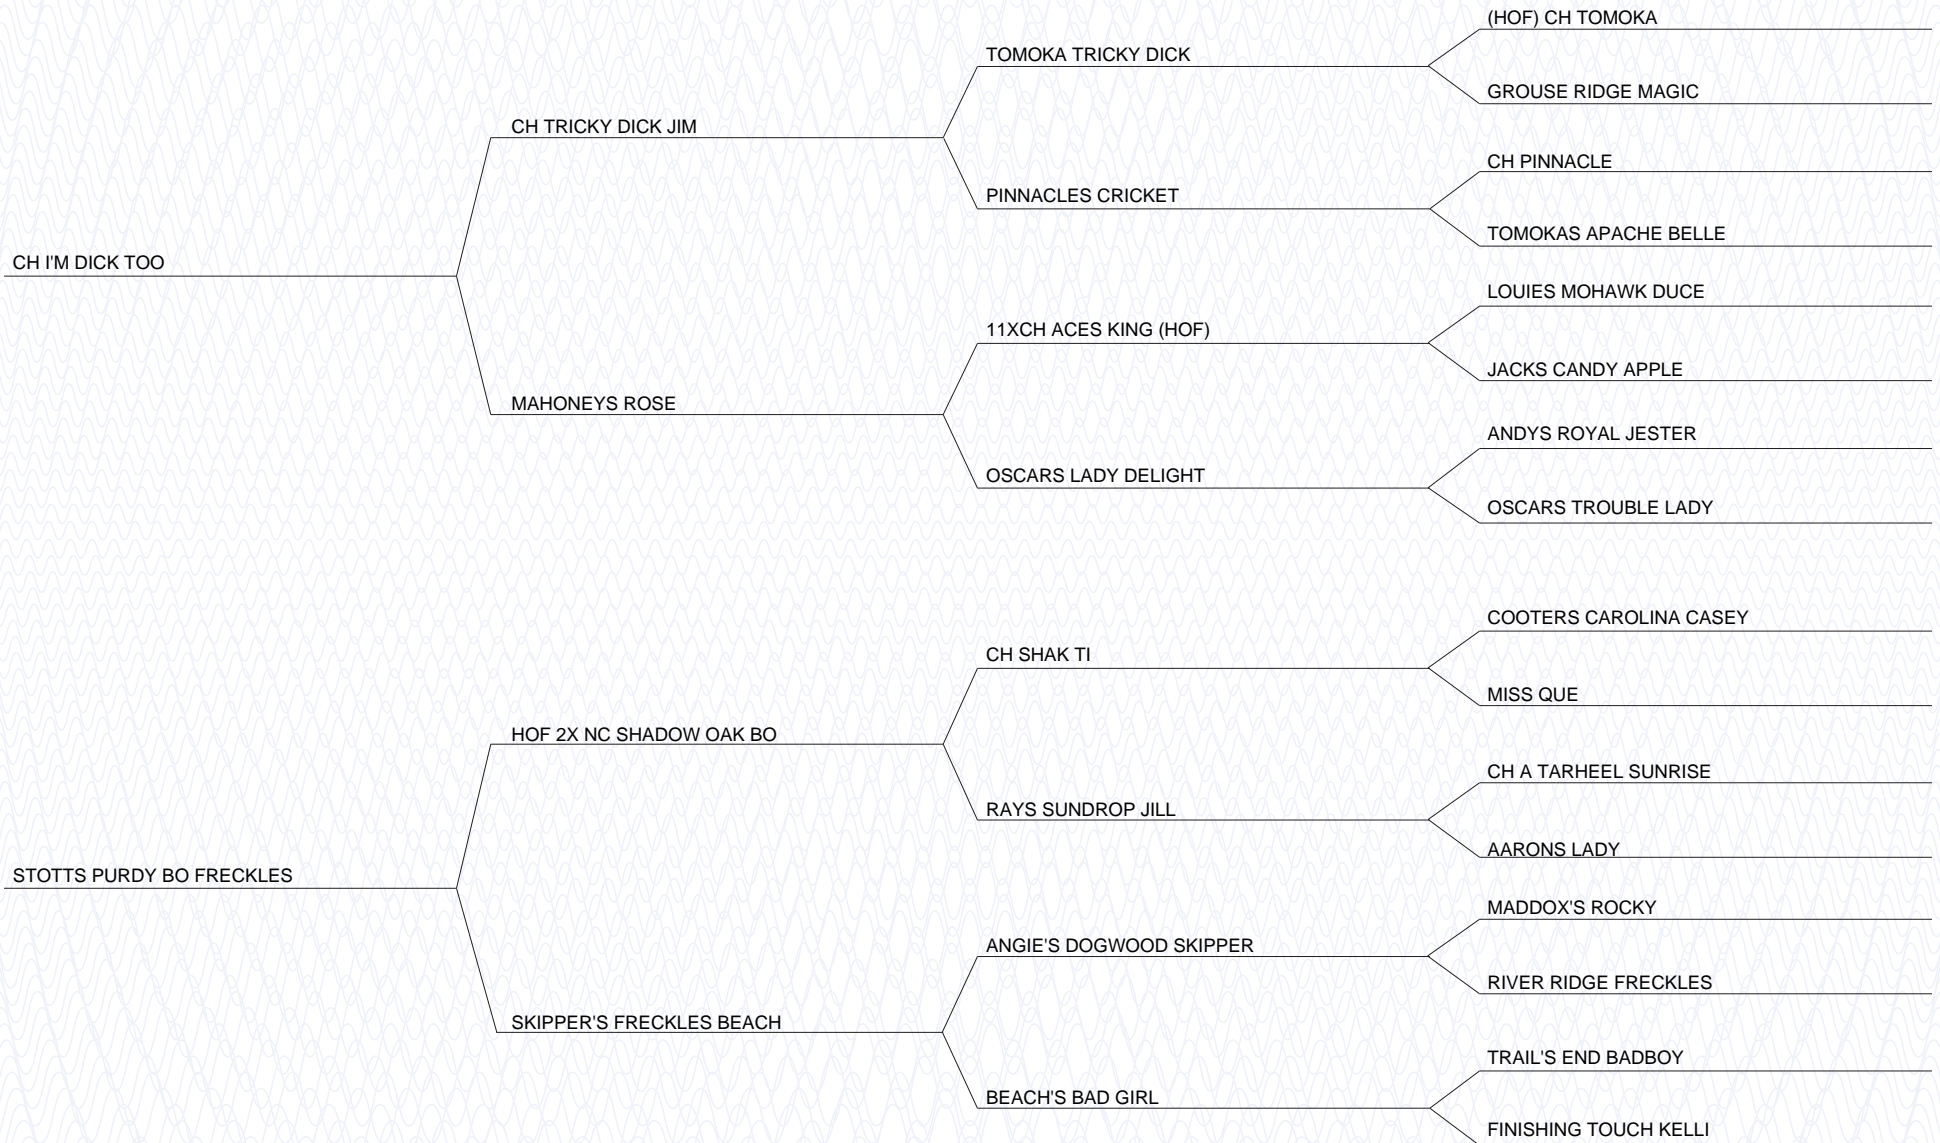 (HOF) CH TOMOKA
TOMOKA TRICKY DICK
GROUSE RIDGE MAGIC
CH TRICKY DICK JIM
CH PINNACLE
PINNACLES CRICKET
TOMOKAS APACHE BELLE
CH I'M DICK TOO
LOUIES MOHAWK DUCE
11XCH ACES KING (HOF)
JACKS CANDY APPLE
MAHONEYS ROSE
ANDYS ROYAL JESTER
OSCARS LADY DELIGHT
OSCARS TROUBLE LADY
COOTERS CAROLINA CASEY
CH SHAK TI
MISS QUE
HOF 2X NC SHADOW OAK BO
CH A TARHEEL SUNRISE
RAYS SUNDROP JILL
AARONS LADY
STOTTS PURDY BO FRECKLES
MADDOX'S ROCKY
ANGIE'S DOGWOOD SKIPPER
RIVER RIDGE FRECKLES
SKIPPER'S FRECKLES BEACH
TRAIL'S END BADBOY
BEACH'S BAD GIRL
FINISHING TOUCH KELLI